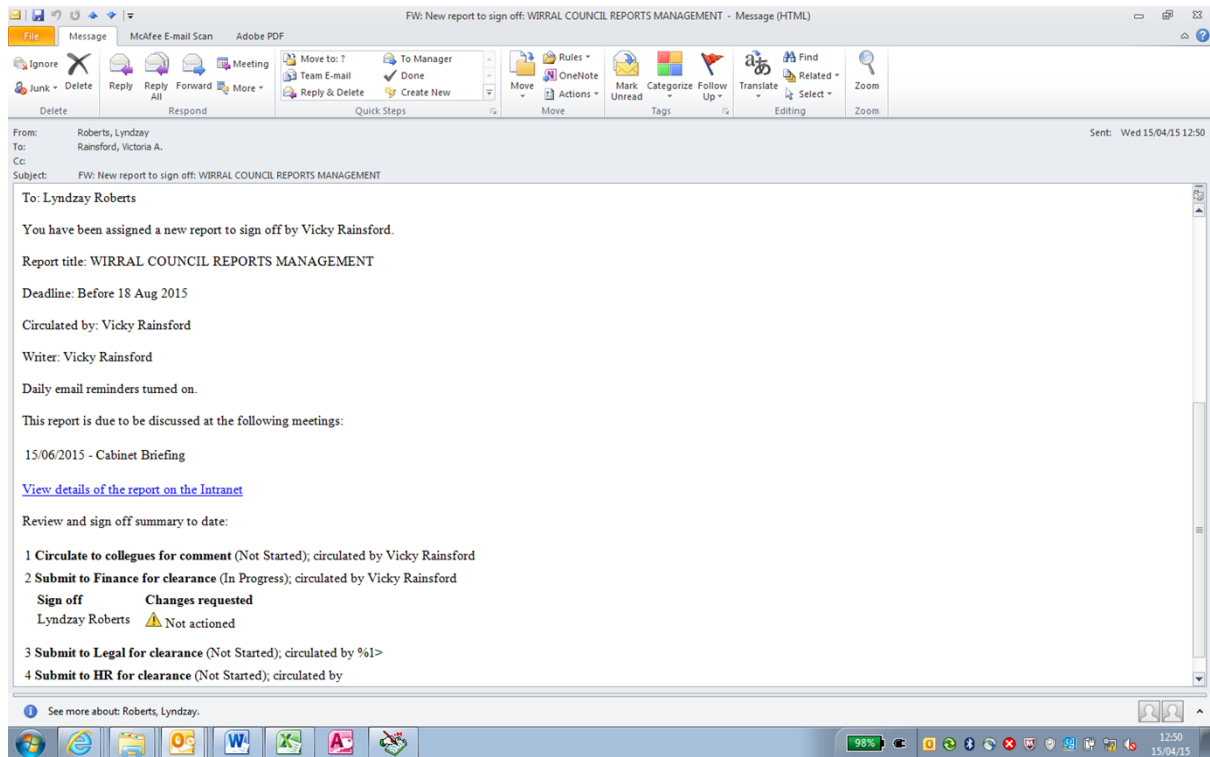 FW: New report to sign off: WIRRAL COUNCIL REPORTS MANAGEMENT - Message (HTML)
File Message McAfee E-mail Scan Adobe PDF
Ignore
Junk
Delete
Reply
Reply All
Forward
Meeting
More
Move to: ?
Team E-mail
Reply & Delete
To Manager
Done
Create New
Move
Rules
OneNote
Actions
Mark Unread
Categorize
Follow Up
Translate
Find
Related
Select
Zoom
Delete Respond Quick Steps Move Tags Editing Zoom
From: Roberts, Lyndzay Sent: Wed 15/04/15 12:50
To: Rainsford, Victoria A.
Cc:
Subject: FW: New report to sign off: WIRRAL COUNCIL REPORTS MANAGEMENT
To: Lyndzay Roberts
You have been assigned a new report to sign off by Vicky Rainsford.
Report title: WIRRAL COUNCIL REPORTS MANAGEMENT
Deadline: Before 18 Aug 2015
Circulated by: Vicky Rainsford
Writer: Vicky Rainsford
Daily email reminders turned on.
This report is due to be discussed at the following meetings:
15/06/2015 - Cabinet Briefing
View details of the report on the Intranet
Review and sign off summary to date:
1 Circulate to collegues for comment (Not Started); circulated by Vicky Rainsford
2 Submit to Finance for clearance (In Progress); circulated by Vicky Rainsford
Sign off Changes requested
Lyndzay Roberts Not actioned
3 Submit to Legal for clearance (Not Started); circulated by %1>
4 Submit to HR for clearance (Not Started); circulated by
See more about: Roberts, Lyndzay.
98%
12:50
15/04/15